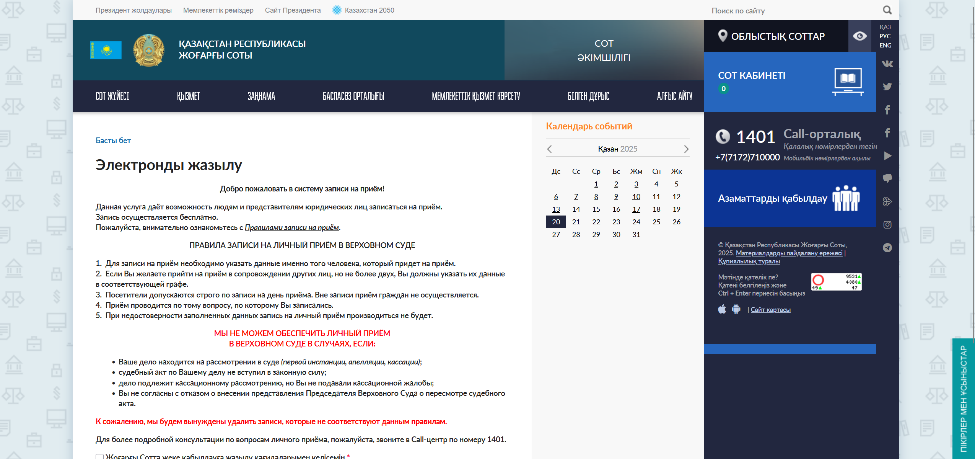 Президент жолдаулары Мемлекеттік рәміздер Сайт Президента Казахстан 2050
Поиск по сайту
ҚАЗАҚСТАН РЕСПУБЛИКАСЫ
ЖОҒАРҒЫ СОТЫ
СОТ
ӘКІМШІЛІГІ
ОБЛЫСТЫҚ СОТТАР
ҚАЗ
РУС
ENG
СОТ ЖҮЙЕСІ ҚЫЗМЕТ ЗАҢНАМА БАСПАСӨЗ ОРТАЛЫҒЫ МЕМЛЕКЕТТІК ҚЫЗМЕТ КӨРСЕТУ БІЛГЕН ДҰРЫС АЛҒЫС АЙТУ
СОТ КАБИНЕТІ
0
Басты бет
Электронды жазылу
Добро пожаловать в систему записи на приём!
Данная услуга даёт возможность людям и представителям юридических лиц записаться на приём.
Запись осуществляется бесплатно.
Пожалуйста, внимательно ознакомьтесь с Правилами записи на приём.
ПРАВИЛА ЗАПИСИ НА ЛИЧНЫЙ ПРИЕМ В ВЕРХОВНОМ СУДЕ
1. Для записи на приём необходимо указать данные именно того человека, который придет на приём.
2. Если Вы желаете прийти на приём в сопровождении других лиц, но не более двух, Вы должны указать их данные
в соответствующей графе.
3. Посетители допускаются строго по записи на день приёма. Вне записи приём граждан не осуществляется.
4. Приём проводится по тому вопросу, по которому Вы записались.
5. При недостоверности заполненных данных запись на личный приём производиться не будет.
МЫ НЕ МОЖЕМ ОБЕСПЕЧИТЬ ЛИЧНЫЙ ПРИЕМ
В ВЕРХОВНОМ СУДЕ В СЛУЧАЯХ, ЕСЛИ:
• Ваше дело находится на рассмотрении в суде (первой инстанции, апелляции, кассации);
• судебный акт по Вашему делу не вступил в законную силу;
• дело подлежит кассационному рассмотрению, но Вы не подавали кассационной жалобы;
• Вы не согласны с отказом о внесении представления Председателя Верховного Суда о пересмотре судебного
акта.
К сожалению, мы будем вынуждены удалить записи, которые не соответствуют данным правилам.
Для более подробной консультации по вопросам личного приёма, пожалуйста, звоните в Call-центр по номеру 1401.
Жоғарғы Сотта жеке қабылдауға жазылу қағидаларымен келісемін *
Календарь событий
Қазан 2025
Дс Сс Ср Бс Жм Сн Жк
1 2 3 4 5
6 7 8 9 10 11 12
13 14 15 16 17 18 19
20 21 22 23 24 25 26
27 28 29 30 31
1401 Call-орталық
Қалалық нөмірлерден тегін
+7(7172)710000 Мобильдік нөмірлерден ақылы
Азаматтарды қабылдау
© Қазақстан Республикасы Жоғарғы Соты,
2025. Материалдарды пайдалану ережесі |
Құпиялылық туралы
Мәтінде қателік пе?
Қатені белгілеңіз және
Ctrl + Enter пернесін басыңыз
| Сайт картасы
ПІКІРЛЕР МЕН ҰСЫНЫСТАР